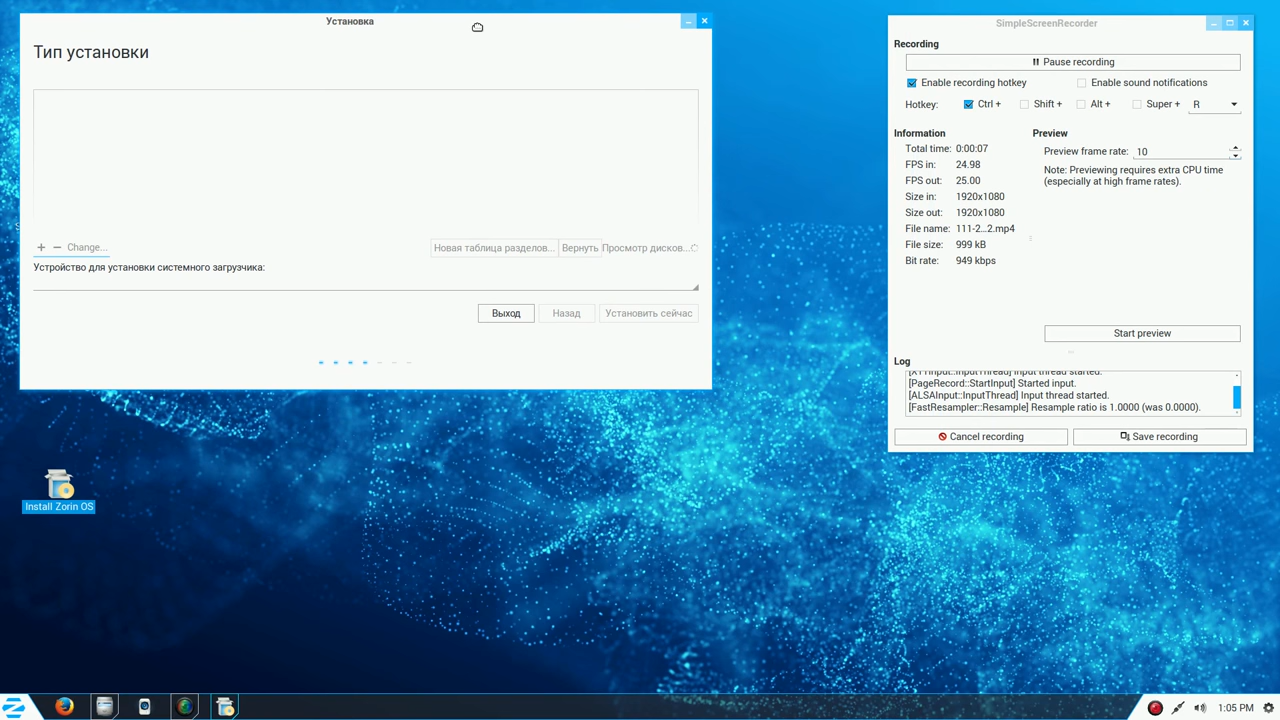 Установка
Тип установки
Change...
Новая таблица разделов...
Вернуть
Просмотр дисков...
Устройство для установки системного загрузчика:
Выход
Назад
Установить сейчас
SimpleScreenRecorder
Recording
Pause recording
Enable recording hotkey
Enable sound notifications
Hotkey:
Ctrl +
Shift +
Alt +
Super +
R
Information
Total time: 0:00:07
FPS in: 24.98
FPS out: 25.00
Size in: 1920x1080
Size out: 1920x1080
File name: 111-2...2.mp4
File size: 999 kB
Bit rate: 949 kbps
Preview
Preview frame rate: 10
Note: Previewing requires extra CPU time
(especially at high frame rates).
Start preview
Log
[X11Input::InputThread] Input thread started.
[PageRecord::StartInput] Started input.
[ALSAInput::InputThread] Input thread started.
[FastResampler::Resample] Resample ratio is 1.0000 (was 0.0000).
Cancel recording
Save recording
Install Zorin OS
1:05 PM